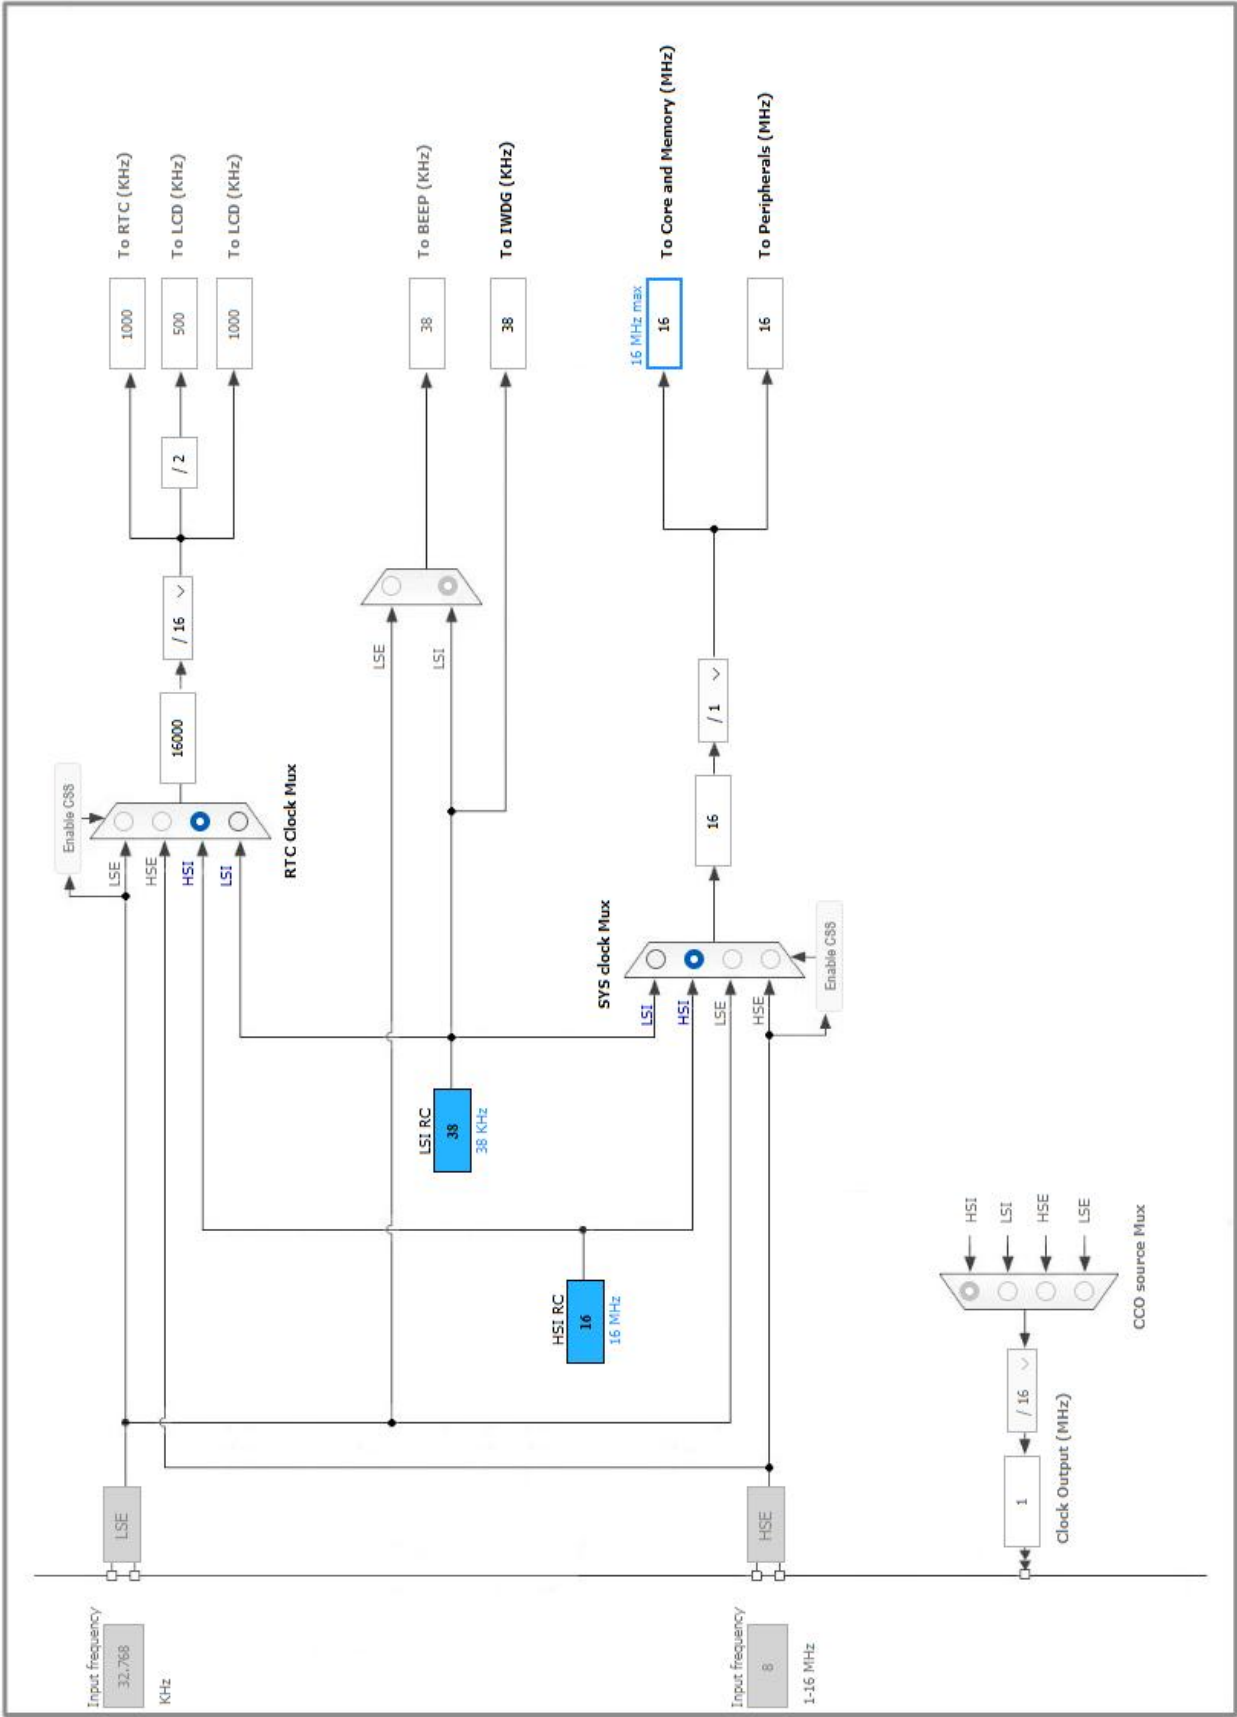 Input frequency
32.768
KHz
LSE
Enable CSS
LSE
HSE
HSI
LSI
RTC Clock Mux
16000
/ 16
/ 2
1000
To RTC (KHz)
500
To LCD (KHz)
1000
To LCD (KHz)
LSE
LSI
38
To BEEP (KHz)
38
To IWDG (KHz)
LSI RC
38
38 KHz
HSI RC
16
16 MHz
SYS clock Mux
LSI
HSI
LSE
HSE
Enable CSS
16
/ 1
16 MHz max
16
To Core and Memory (MHz)
16
To Peripherals (MHz)
Input frequency
8
1-16 MHz
HSE
HSI
LSI
HSE
LSE
CCO source Mux
/ 16
1
Clock Output (MHz)